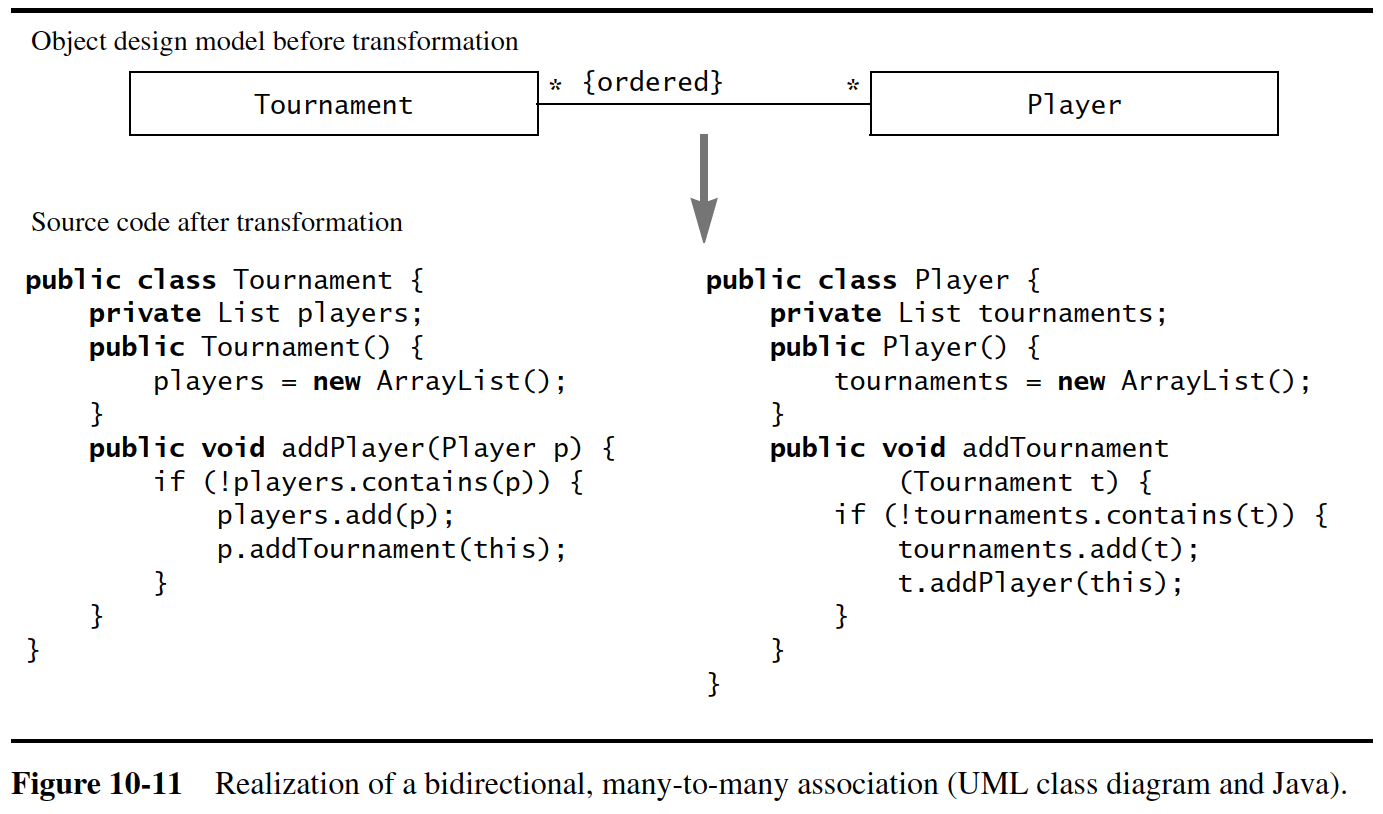 Object design model before transformation
Tournament * {ordered} * Player
Source code after transformation
public class Tournament {
private List players;
public Tournament() {
players = new ArrayList();
}
public void addPlayer(Player p) {
if (!players.contains(p)) {
players.add(p);
p.addTournament(this);
}
}
}
public class Player {
private List tournaments;
public Player() {
tournaments = new ArrayList();
}
public void addTournament
(Tournament t) {
if (!tournaments.contains(t)) {
tournaments.add(t);
t.addPlayer(this);
}
}
}
Figure 10-11 Realization of a bidirectional, many-to-many association (UML class diagram and Java).